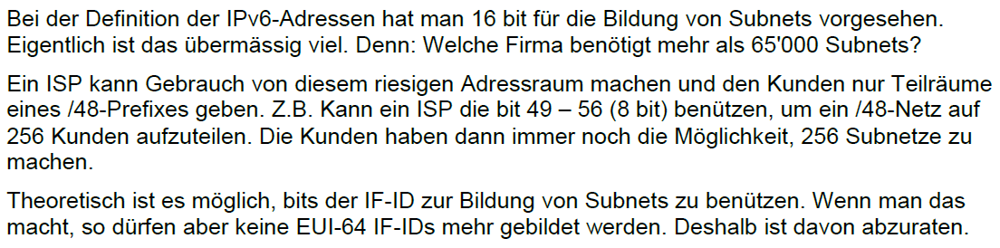 Bei der Definition der IPv6-Adressen hat man 16 bit für die Bildung von Subnets vorgesehen.
Eigentlich ist das übermässig viel. Denn: Welche Firma benötigt mehr als 65'000 Subnets?
Ein ISP kann Gebrauch von diesem riesigen Adressraum machen und den Kunden nur Teilräume
eines /48-Prefixes geben. Z.B. Kann ein ISP die bit 49 – 56 (8 bit) benützen, um ein /48-Netz auf
256 Kunden aufzuteilen. Die Kunden haben dann immer noch die Möglichkeit, 256 Subnetze zu
machen.
Theoretisch ist es möglich, bits der IF-ID zur Bildung von Subnets zu benützen. Wenn man das
macht, so dürfen aber keine EUI-64 IF-IDs mehr gebildet werden. Deshalb ist davon abzuraten.